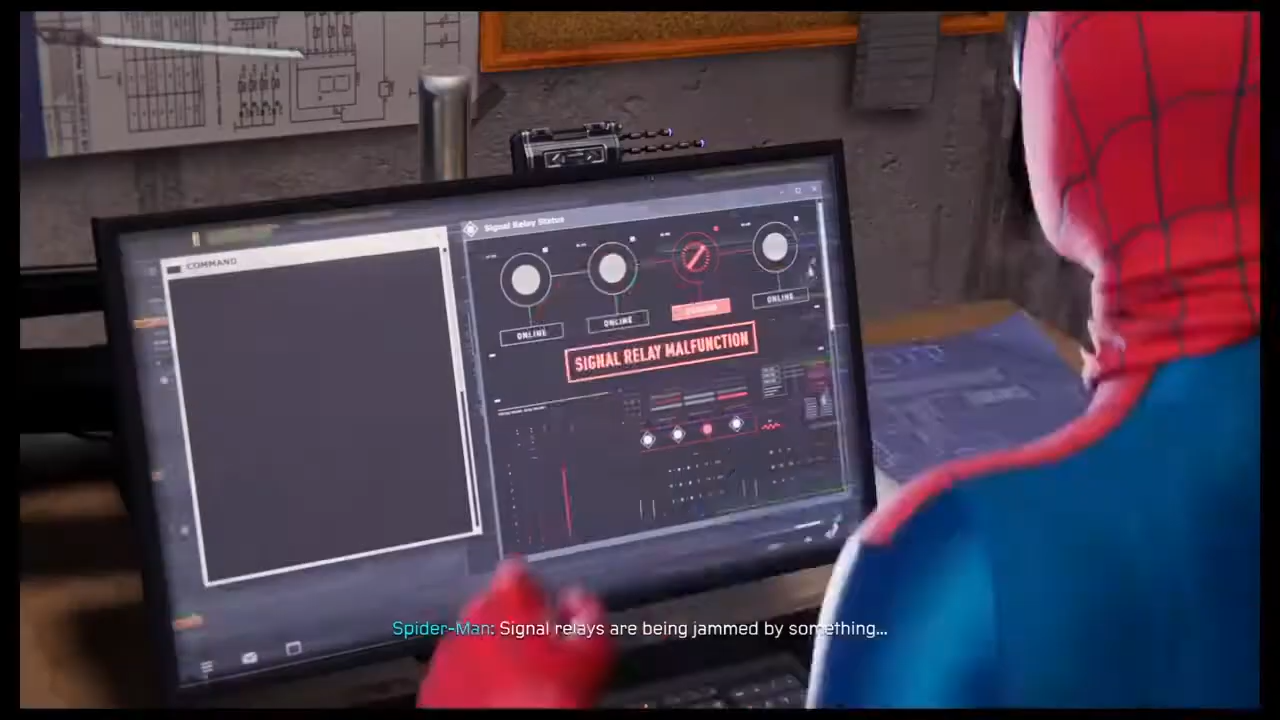 COMMAND
Signal Relay Status
ONLINE
ONLINE
ONLINE
SIGNAL RELAY MALFUNCTION
Spider-Man: Signal relays are being jammed by something...